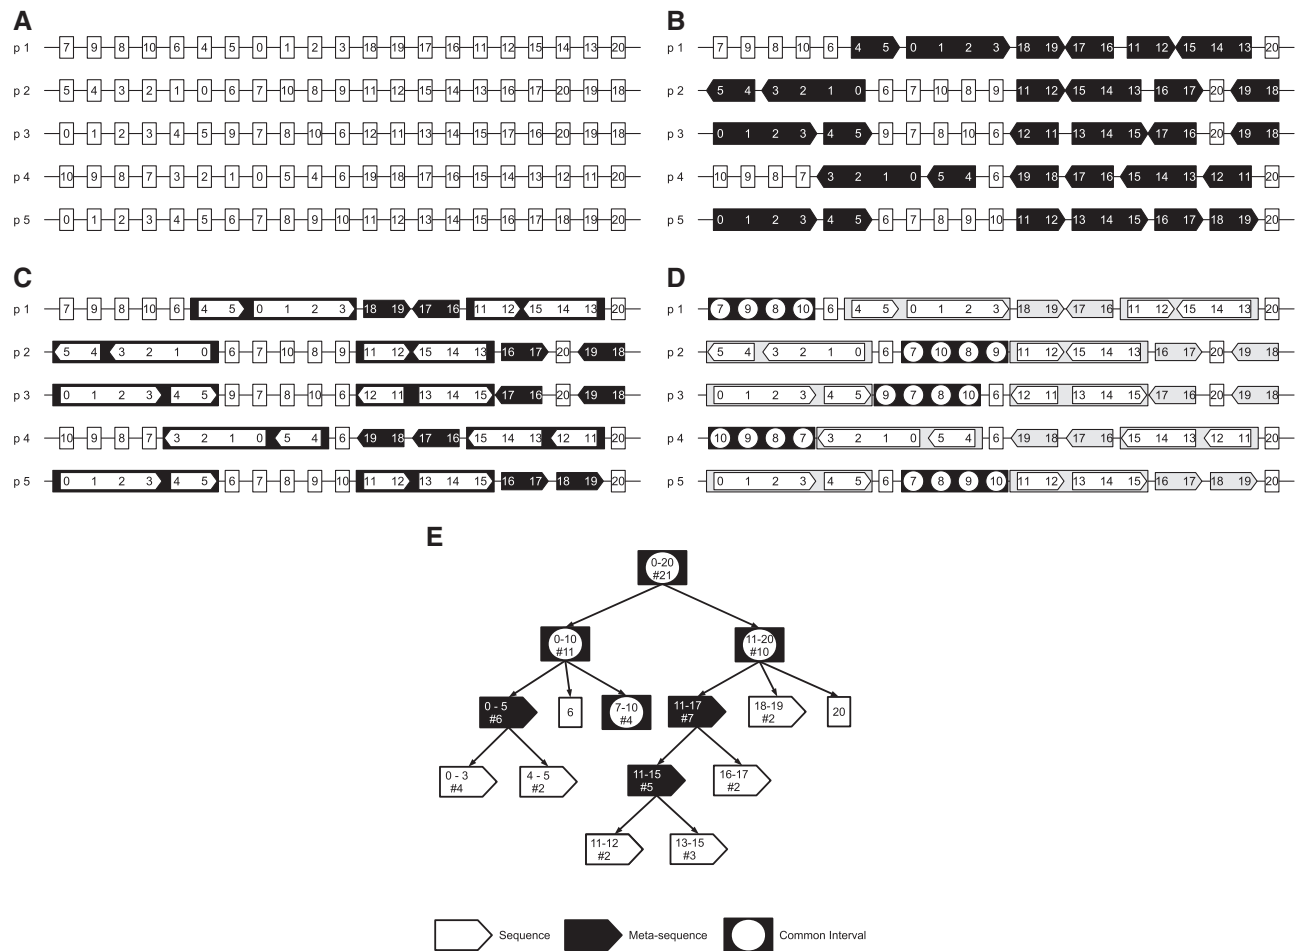 A
p 1 7 9 8 10 6 4 5 0 1 2 3 18 19 17 16 11 12 15 14 13 20
p 2 5 4 3 2 1 0 6 7 10 8 9 11 12 15 14 13 16 17 20 19 18
p 3 0 1 2 3 4 5 9 7 8 10 6 12 11 13 14 15 17 16 20 19 18
p 4 10 9 8 7 3 2 1 0 5 4 6 19 18 17 16 15 14 13 12 11 20
p 5 0 1 2 3 4 5 6 7 8 9 10 11 12 13 14 15 16 17 18 19 20
B
p 1 7 9 8 10 6 4 5 0 1 2 3 18 19 17 16 11 12 15 14 13 20
p 2 5 4 3 2 1 0 6 7 10 8 9 11 12 15 14 13 16 17 20 19 18
p 3 0 1 2 3 4 5 9 7 8 10 6 12 11 13 14 15 17 16 20 19 18
p 4 10 9 8 7 3 2 1 0 5 4 6 19 18 17 16 15 14 13 12 11 20
p 5 0 1 2 3 4 5 6 7 8 9 10 11 12 13 14 15 16 17 18 19 20
C
p 1 7 9 8 10 6 4 5 0 1 2 3 18 19 17 16 11 12 15 14 13 20
p 2 5 4 3 2 1 0 6 7 10 8 9 11 12 15 14 13 16 17 20 19 18
p 3 0 1 2 3 4 5 9 7 8 10 6 12 11 13 14 15 17 16 20 19 18
p 4 10 9 8 7 3 2 1 0 5 4 6 19 18 17 16 15 14 13 12 11 20
p 5 0 1 2 3 4 5 6 7 8 9 10 11 12 13 14 15 16 17 18 19 20
D
p 1 7 9 8 10 6 4 5 0 1 2 3 18 19 17 16 11 12 15 14 13 20
p 2 5 4 3 2 1 0 6 7 10 8 9 11 12 15 14 13 16 17 20 19 18
p 3 0 1 2 3 4 5 9 7 8 10 6 12 11 13 14 15 17 16 20 19 18
p 4 10 9 8 7 3 2 1 0 5 4 6 19 18 17 16 15 14 13 12 11 20
p 5 0 1 2 3 4 5 6 7 8 9 10 11 12 13 14 15 16 17 18 19 20
E
0-20
#21
0-10
#11
11-20
#10
0 - 5
#6
6
7-10
#4
11-17
#7
18-19
#2
20
0 - 3
#4
4 - 5
#2
11-15
#5
16-17
#2
11-12
#2
13-15
#3
Sequence
Meta-sequence
Common Interval